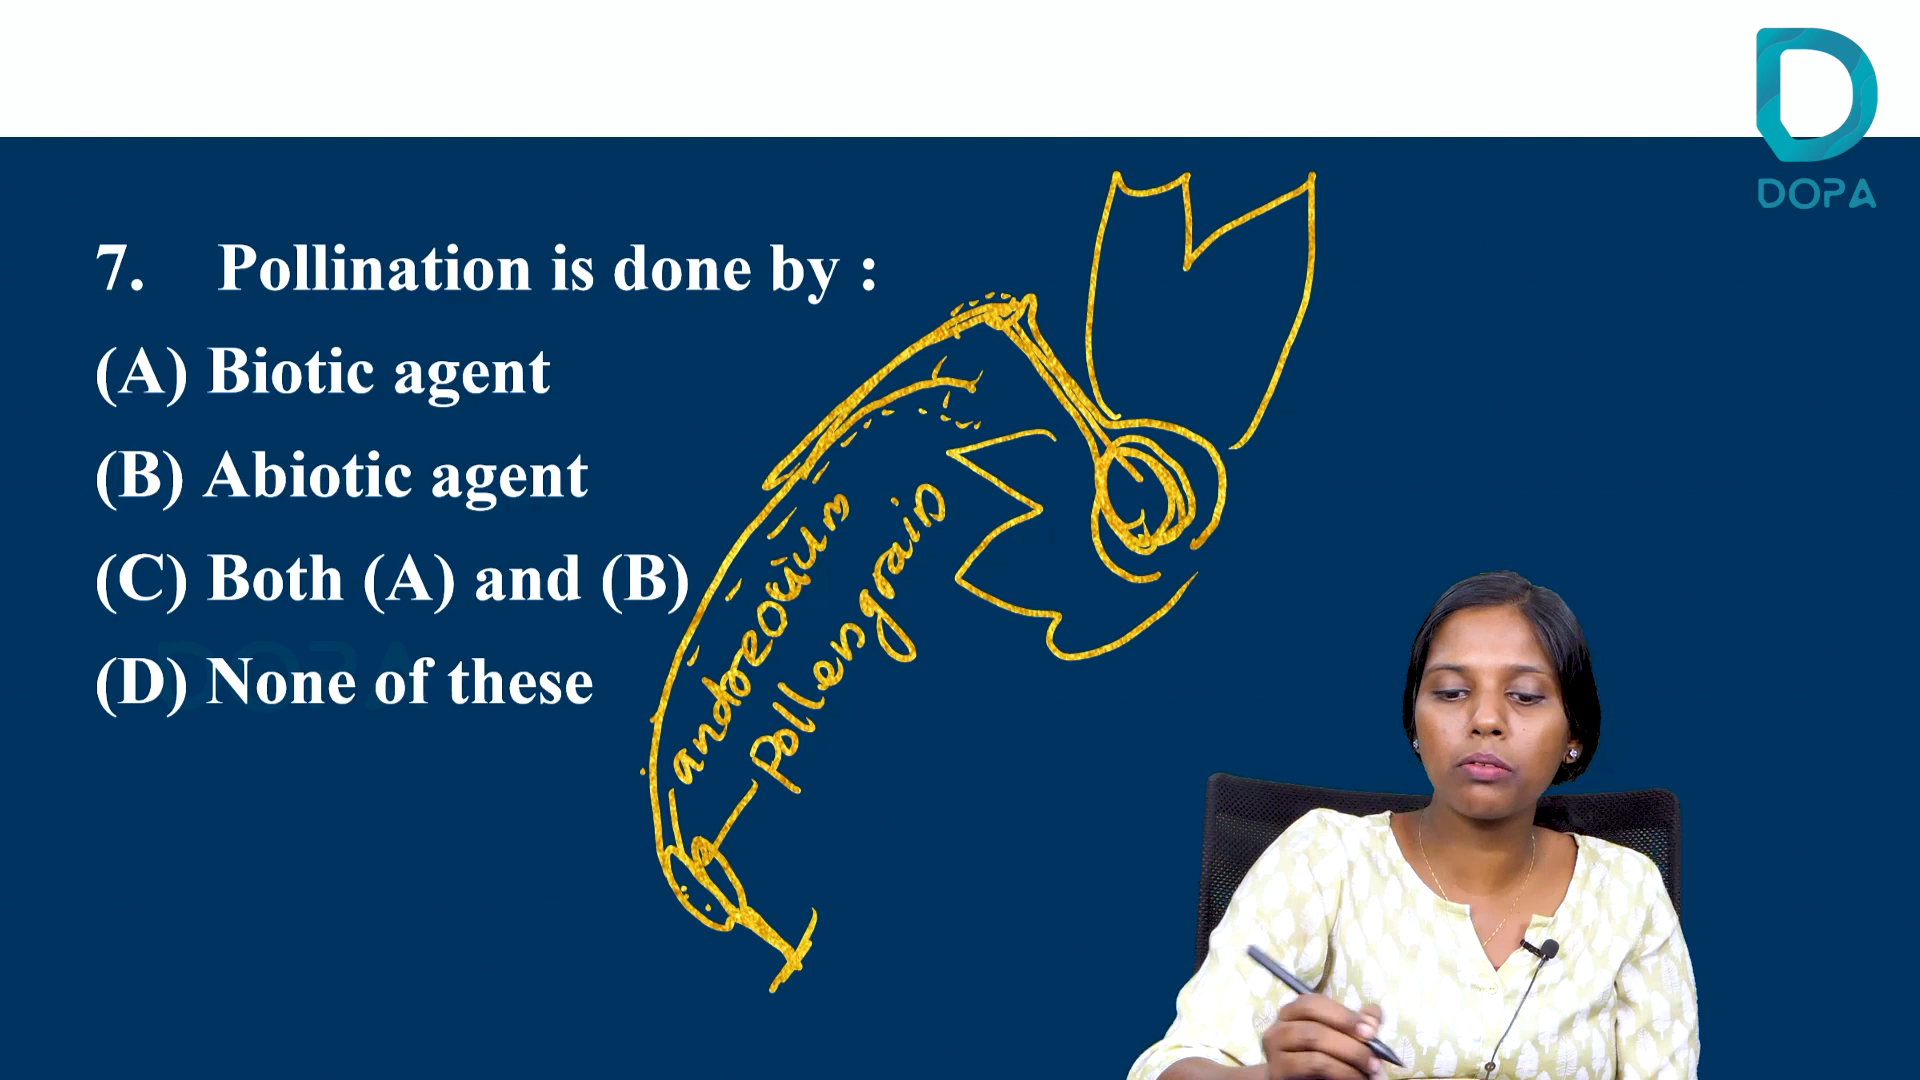 DOPA
7. Pollination is done by :
(A) Biotic agent
(B) Abiotic agent
(C) Both (A) and (B)
(D) None of these
androecium
Pollengrain